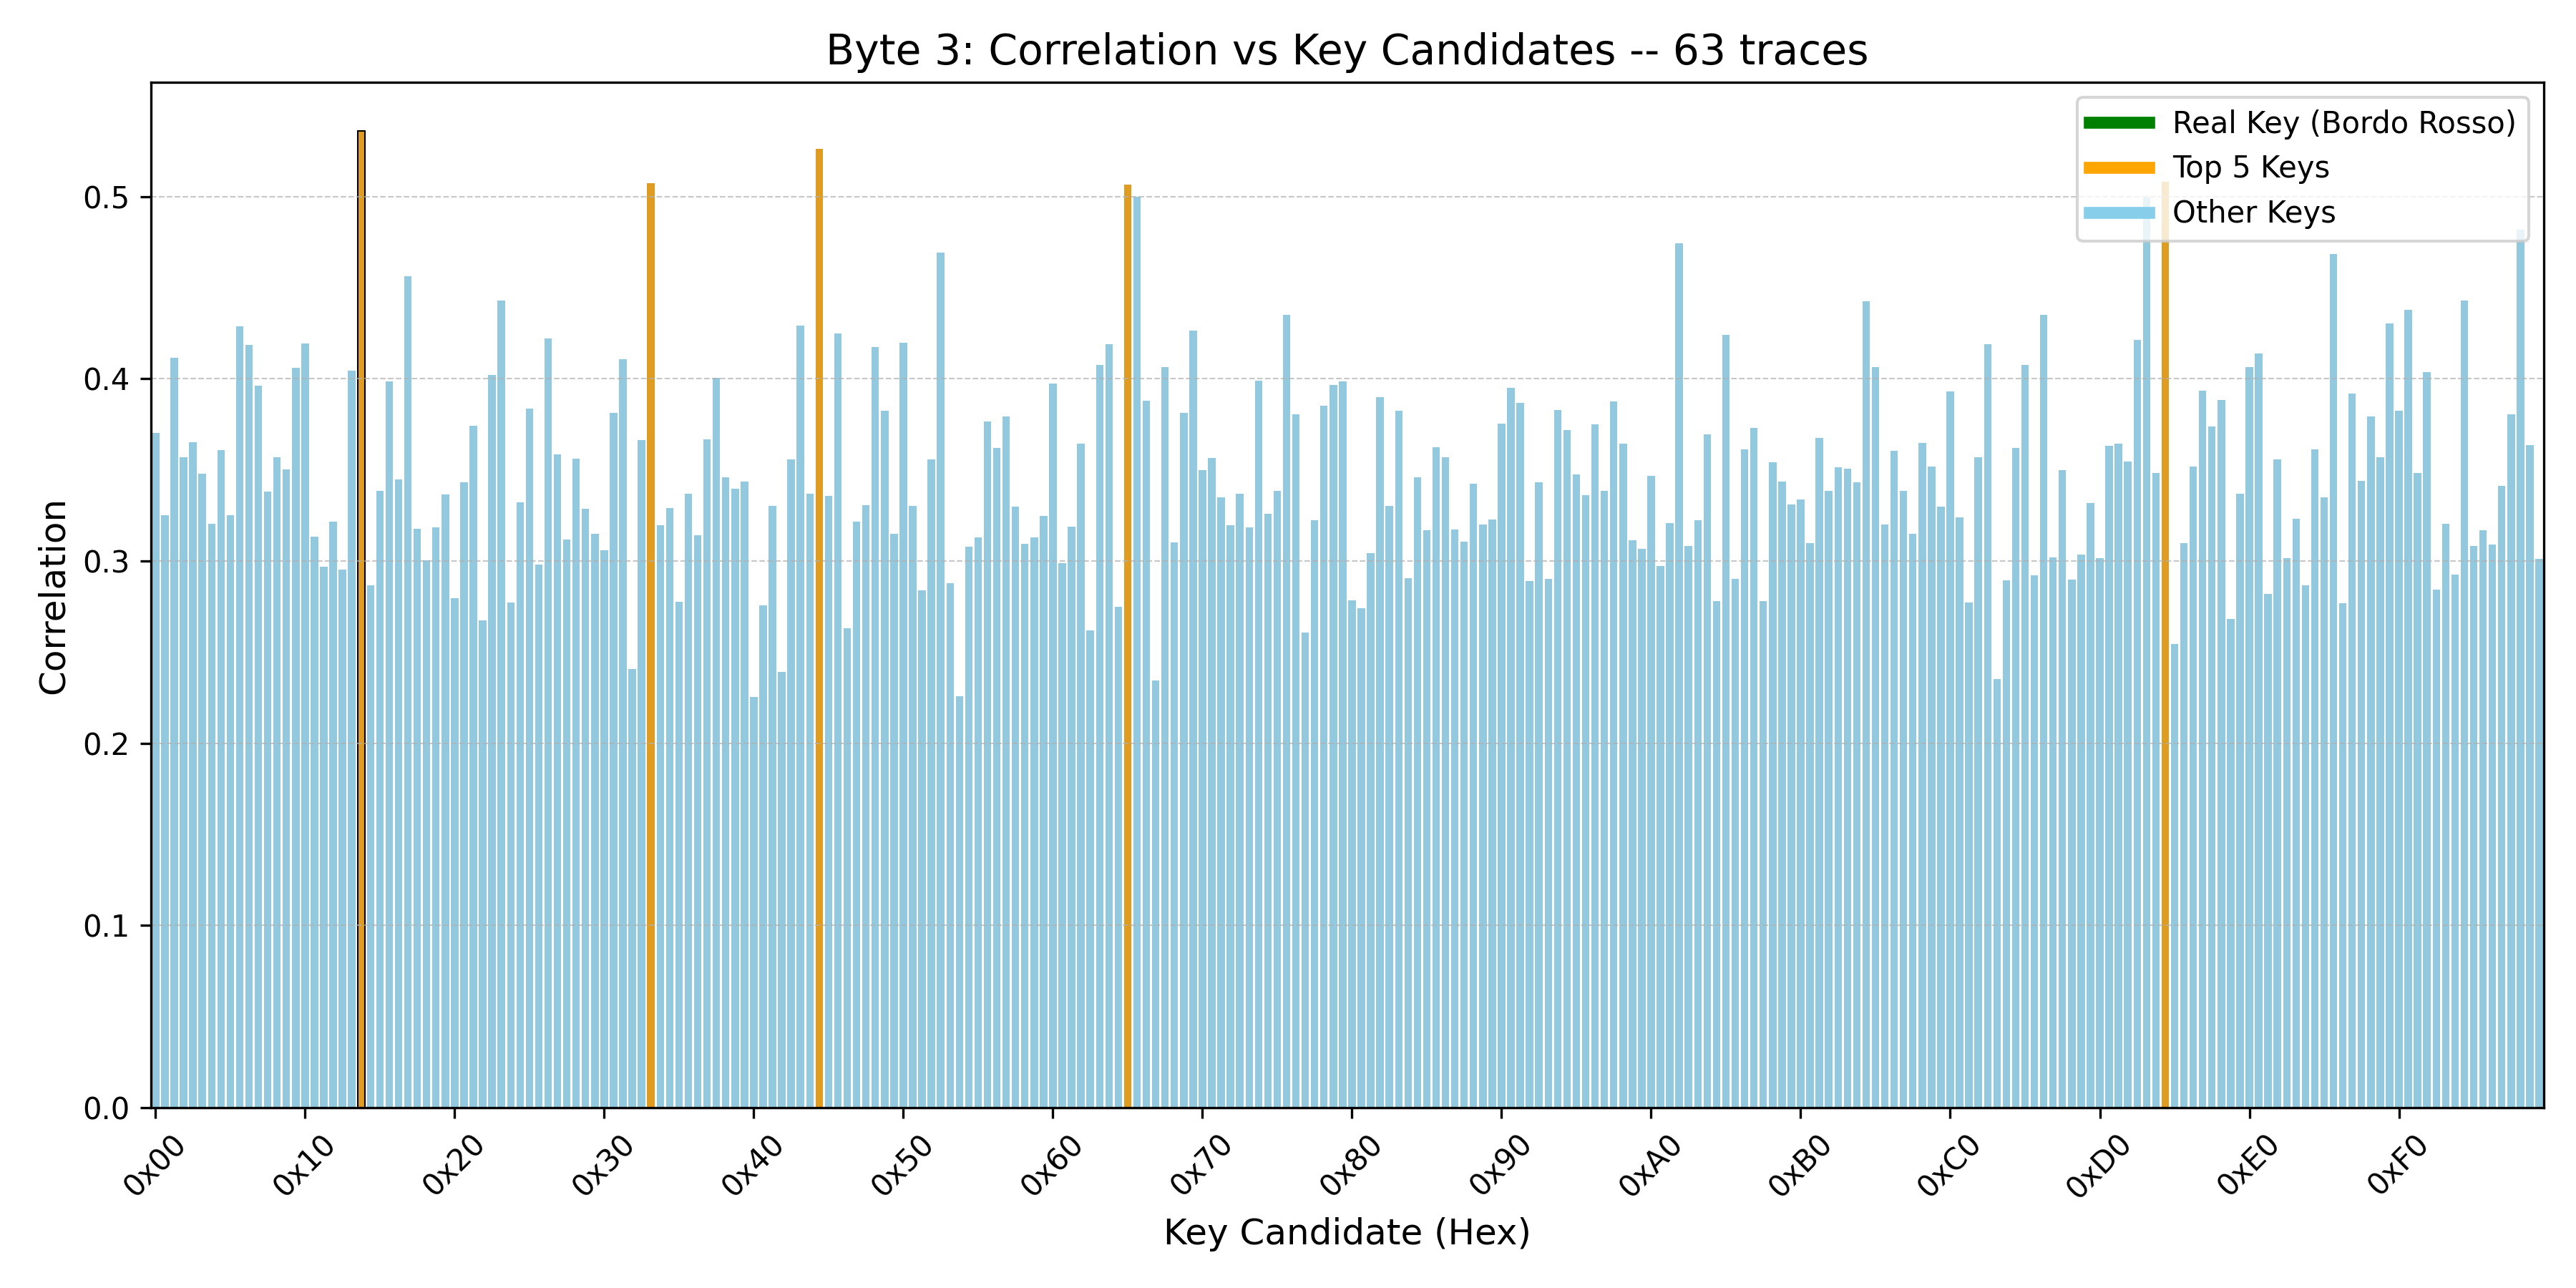 Byte 3: Correlation vs Key Candidates -- 63 traces
Real Key (Bordo Rosso)
Top 5 Keys
Other Keys
Correlation
0.5
0.4
0.3
0.2
0.1
0.0
0x00 0x10 0x20 0x30 0x40 0x50 0x60 0x70 0x80 0x90 0xA0 0xB0 0xC0 0xD0 0xE0 0xF0
Key Candidate (Hex)